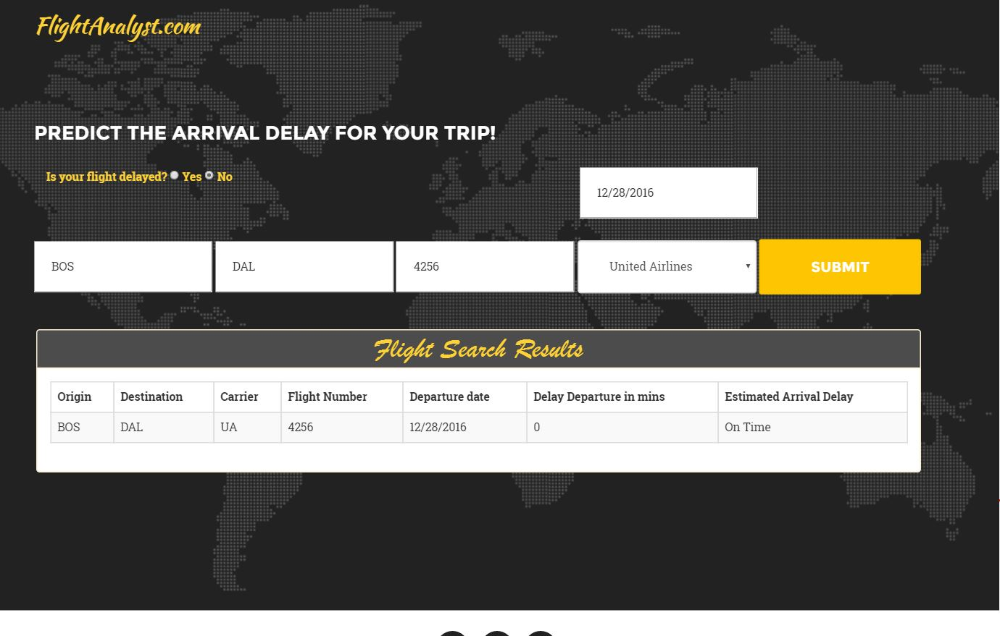 FlightAnalyst.com
PREDICT THE ARRIVAL DELAY FOR YOUR TRIP!
Is your flight delayed? Yes No
12/28/2016
BOS DAL 4256 United Airlines SUBMIT
Flight Search Results
Origin Destination Carrier Flight Number Departure date Delay Departure in mins Estimated Arrival Delay
BOS DAL UA 4256 12/28/2016 0 On Time